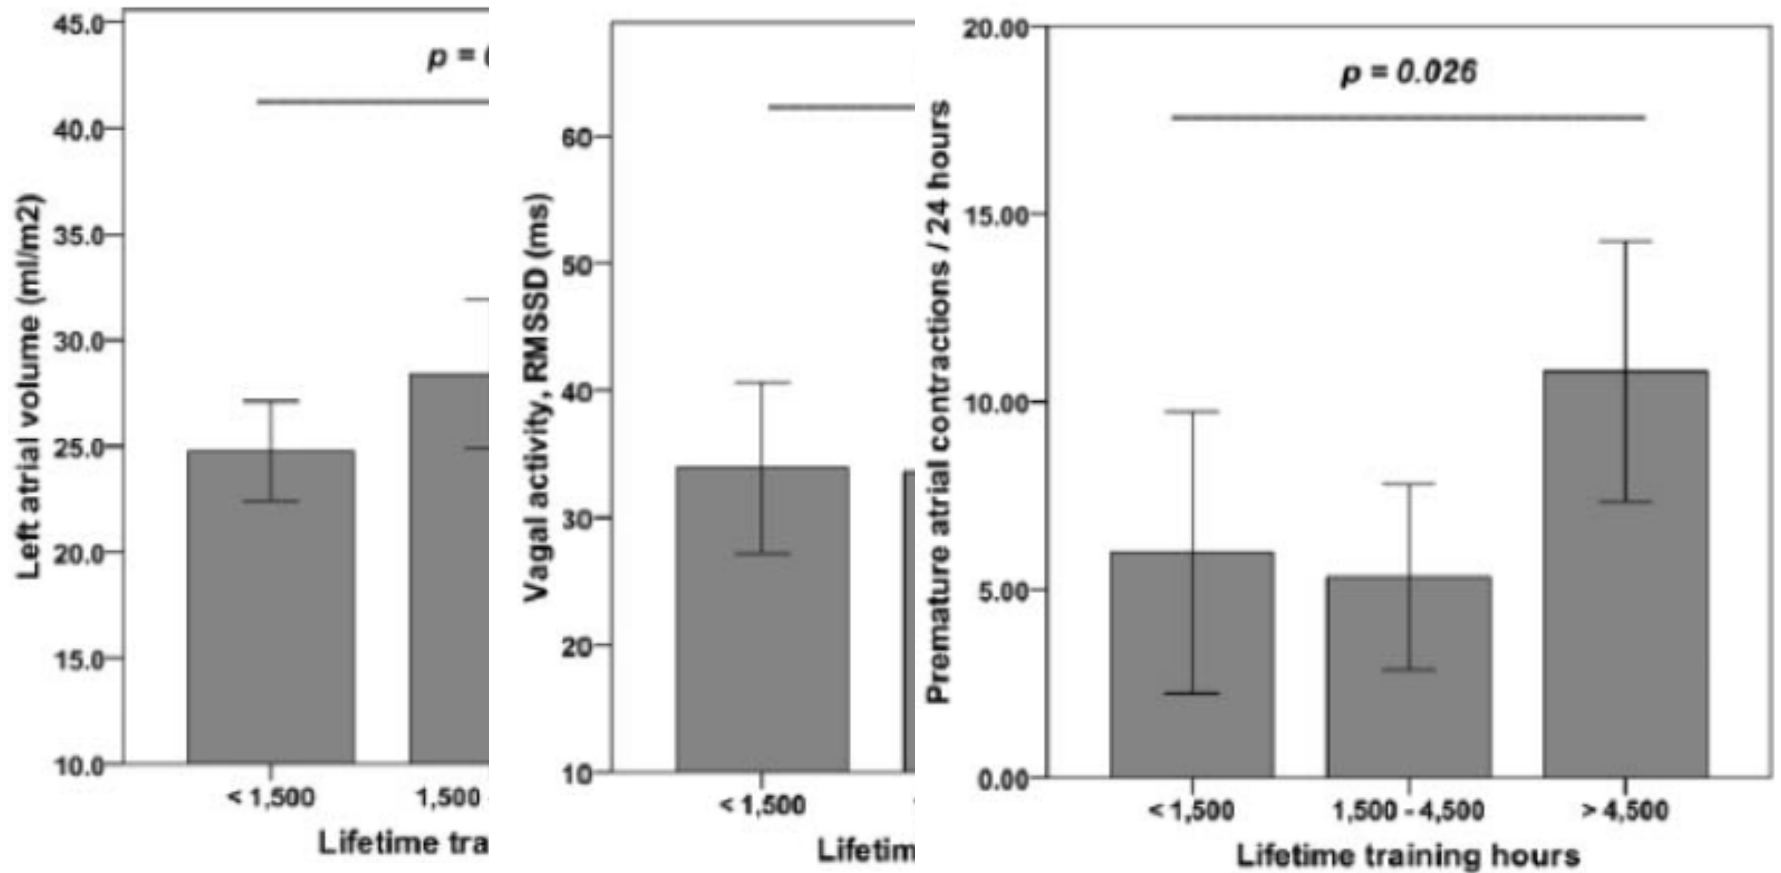 Left atrial volume (ml/m2)
45.0
40.0
35.0
30.0
25.0
20.0
15.0
10.0
p =
< 1,500
1,500
Lifetime tra
Vagal activity, RMSSD (ms)
60
50
40
30
20
10
< 1,500
Lifetim
Premature atrial contractions / 24 hours
20.00
15.00
10.00
5.00
0.00
p = 0.026
< 1,500
1,500 - 4,500
> 4,500
Lifetime training hours